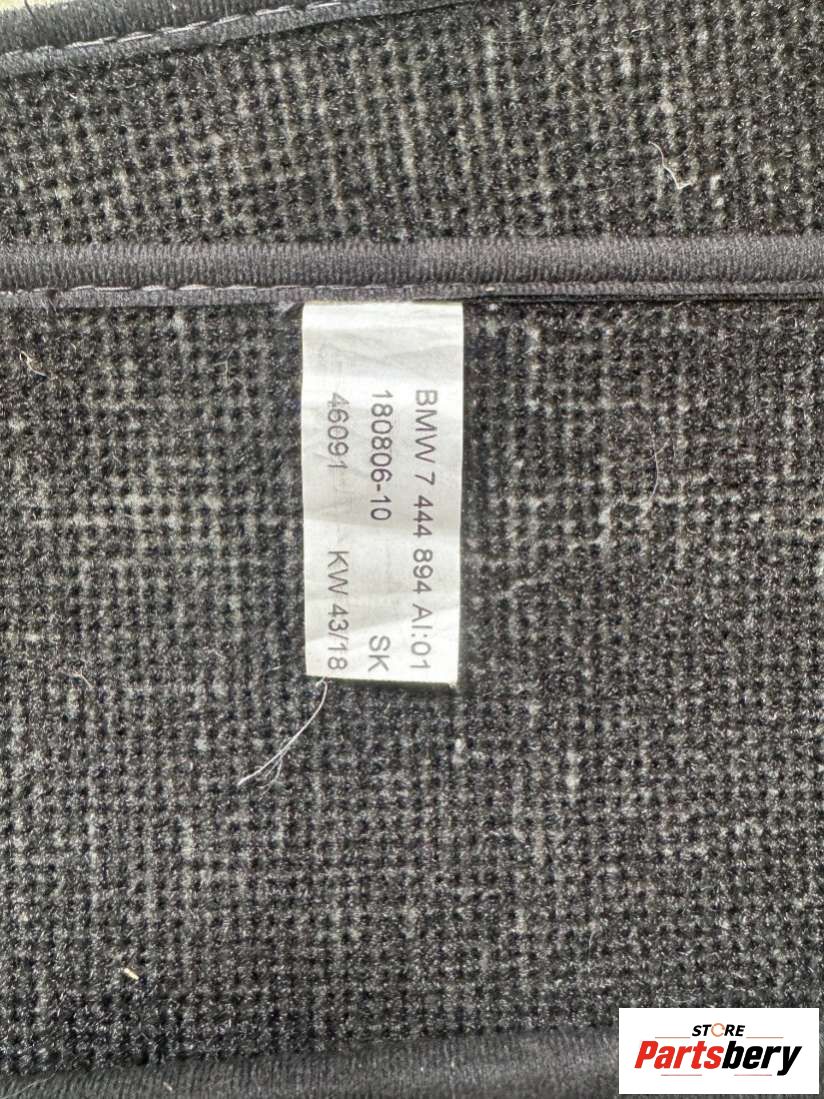 BMW 7 444 894 AI:01
180806-10 SK
46091 KW 43/18
STORE
Partsbery